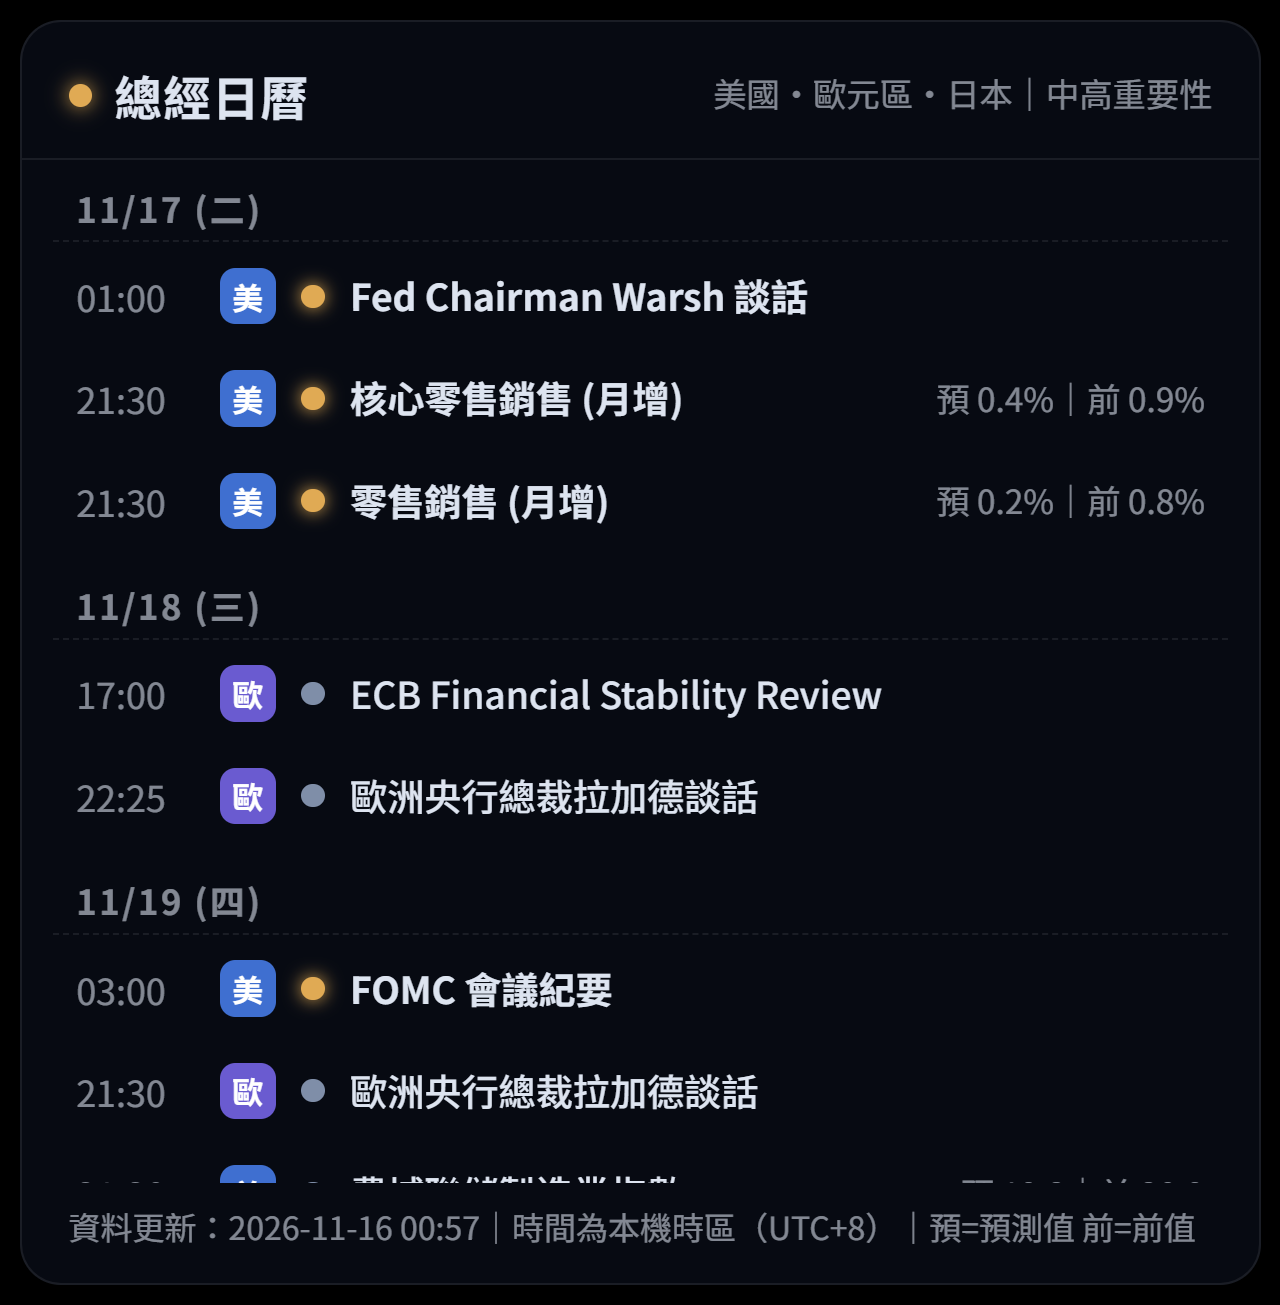 總經日曆 美國・歐元區・日本｜中高重要性
11/17 (二)
01:00 美 Fed Chairman Warsh 談話
21:30 美 核心零售銷售 (月增) 預 0.4%｜前 0.9%
21:30 美 零售銷售 (月增) 預 0.2%｜前 0.8%
11/18 (三)
17:00 歐 ECB Financial Stability Review
22:25 歐 歐洲央行總裁拉加德談話
11/19 (四)
03:00 美 FOMC 會議紀要
21:30 歐 歐洲央行總裁拉加德談話
資料更新：2026-11-16 00:57｜時間為本機時區（UTC+8）｜預=預測值 前=前值